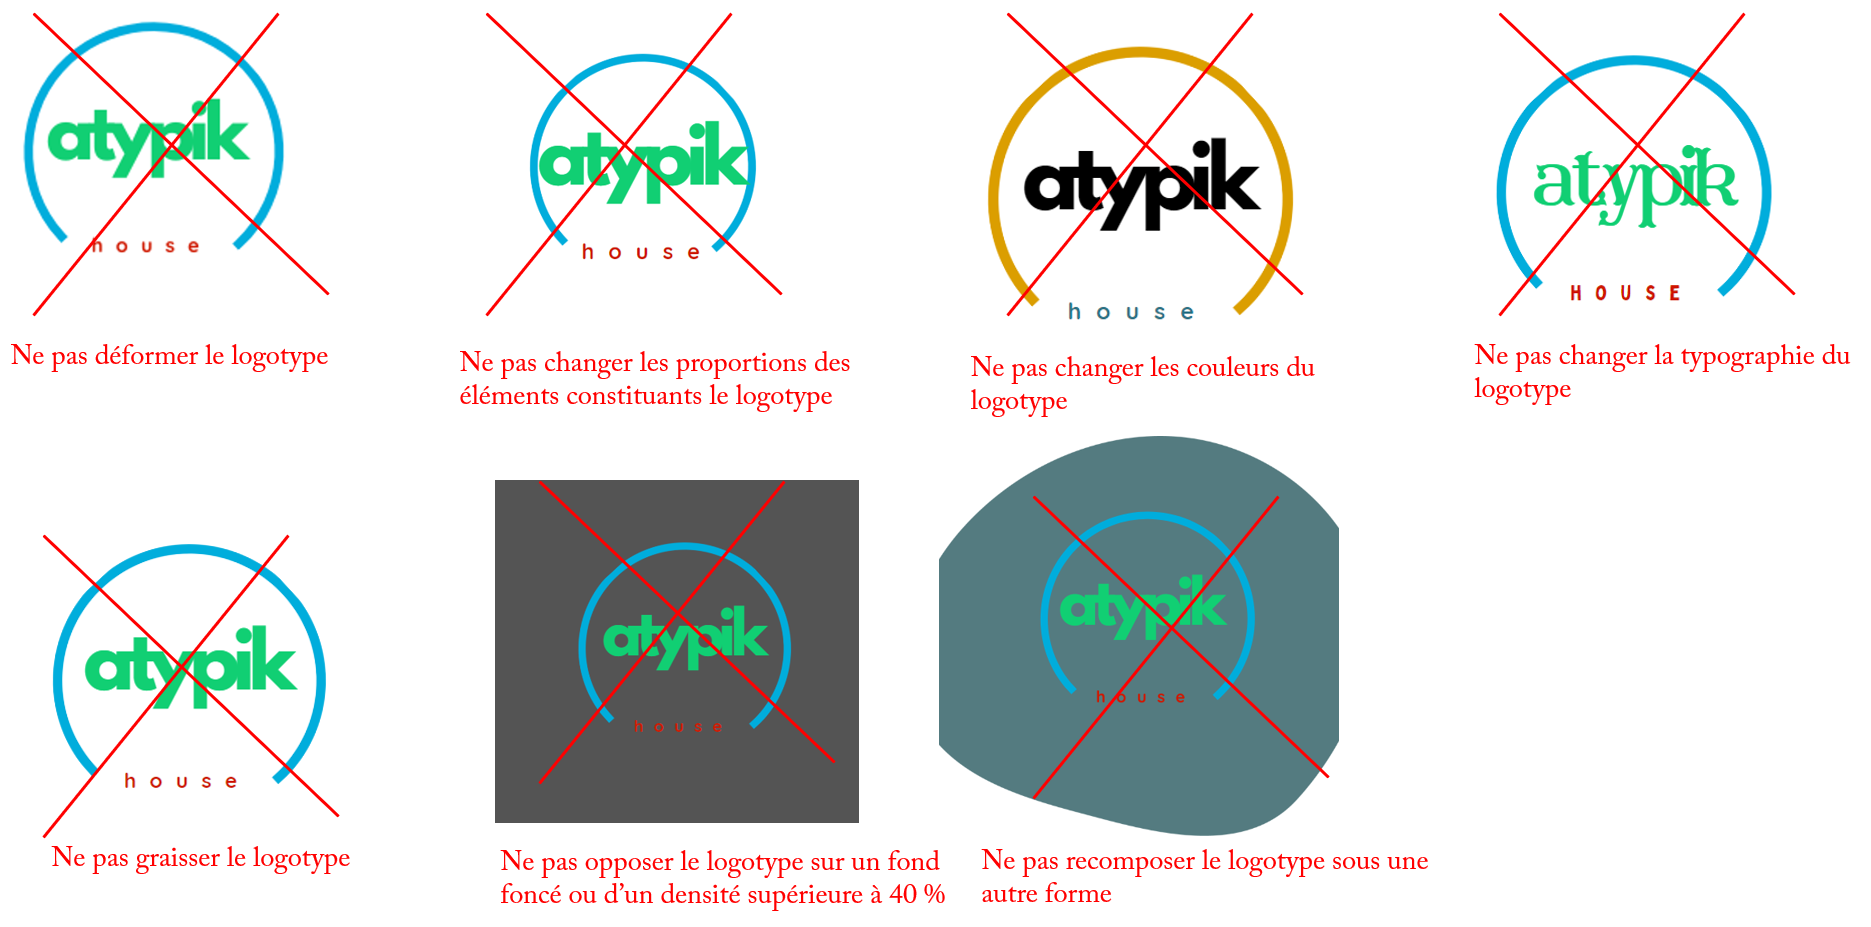 atypik
house
Ne pas déformer le logotype
atypik
house
Ne pas changer les proportions des
éléments constituants le logotype
atypik
house
Ne pas changer les couleurs du
logotype
atypik
HOUSE
Ne pas changer la typographie du
logotype
atypik
house
Ne pas graisser le logotype
atypik
house
Ne pas opposer le logotype sur un fond
foncé ou d’un densité supérieure à 40 %
atypik
house
Ne pas recomposer le logotype sous une
autre forme